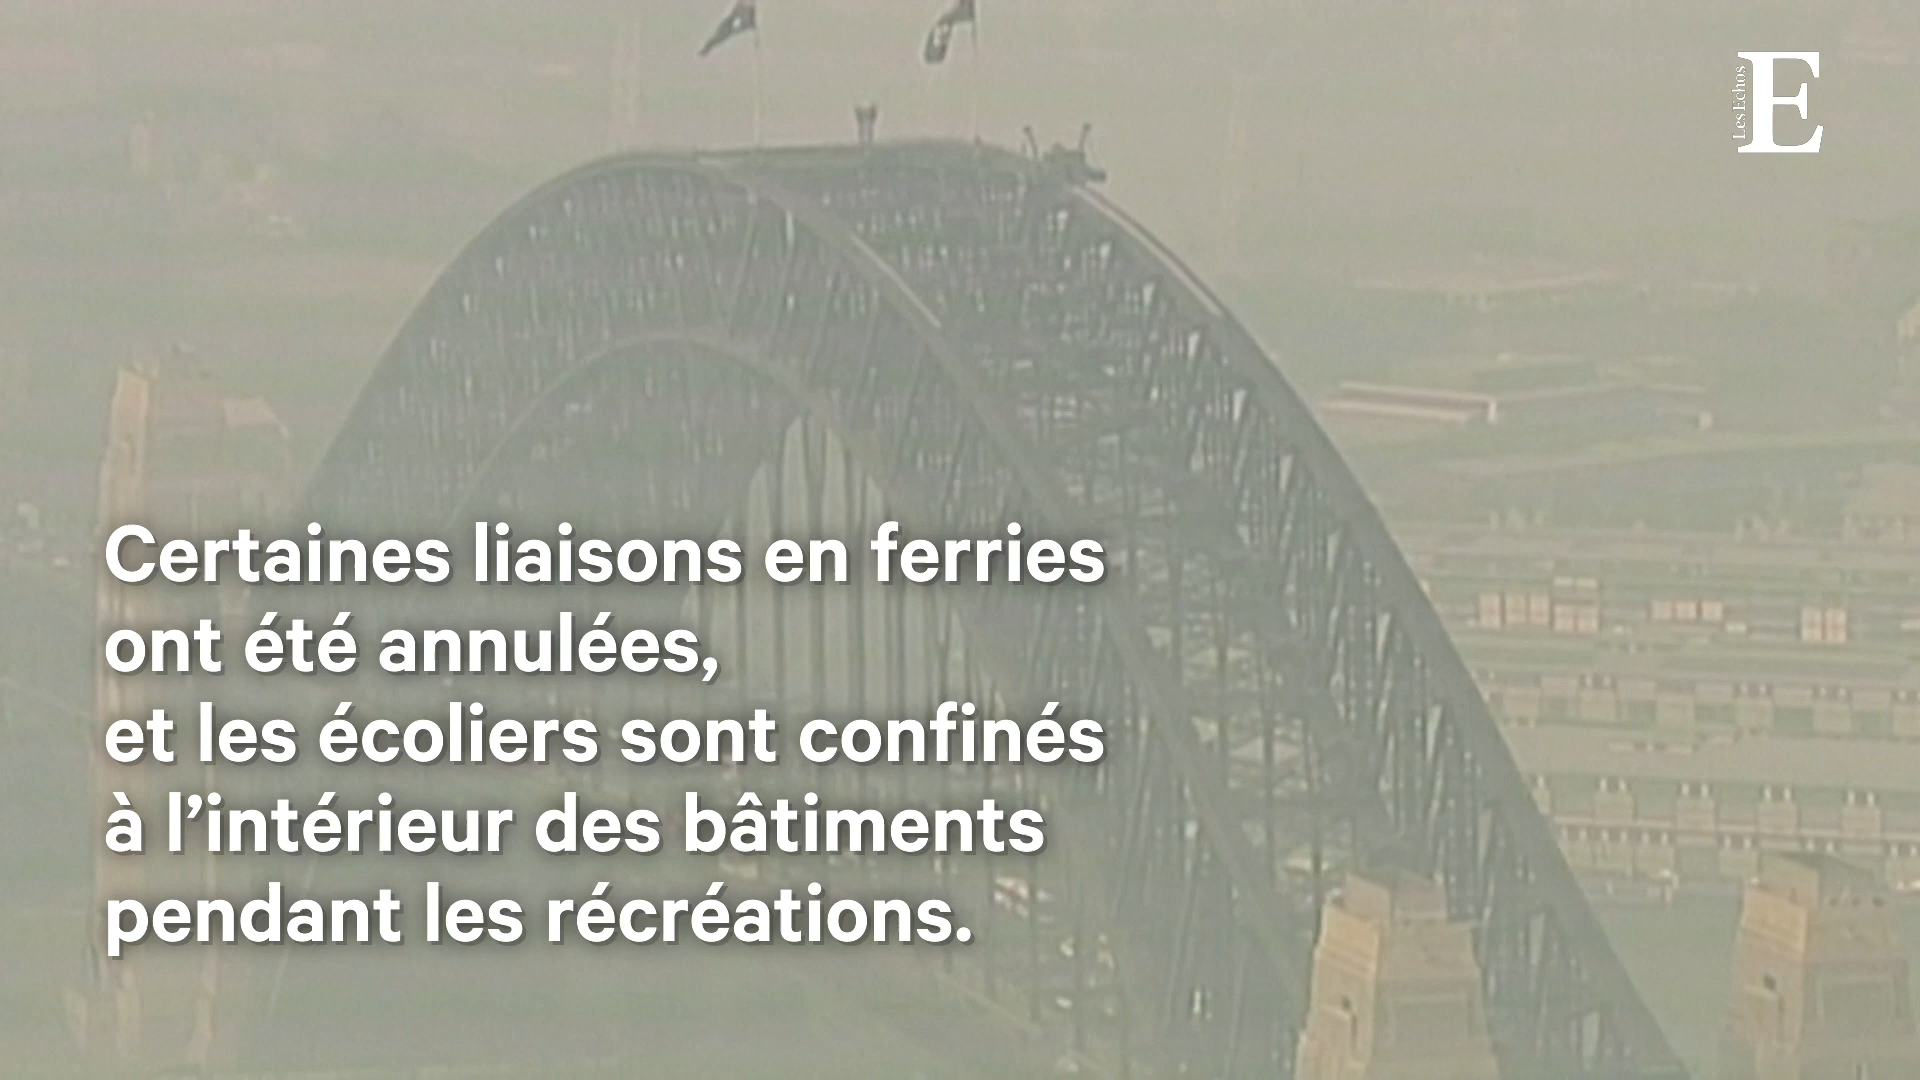 Les Echos
E
Certaines liaisons en ferries
ont été annulées,
et les écoliers sont confinés
à l’intérieur des bâtiments
pendant les récréations.